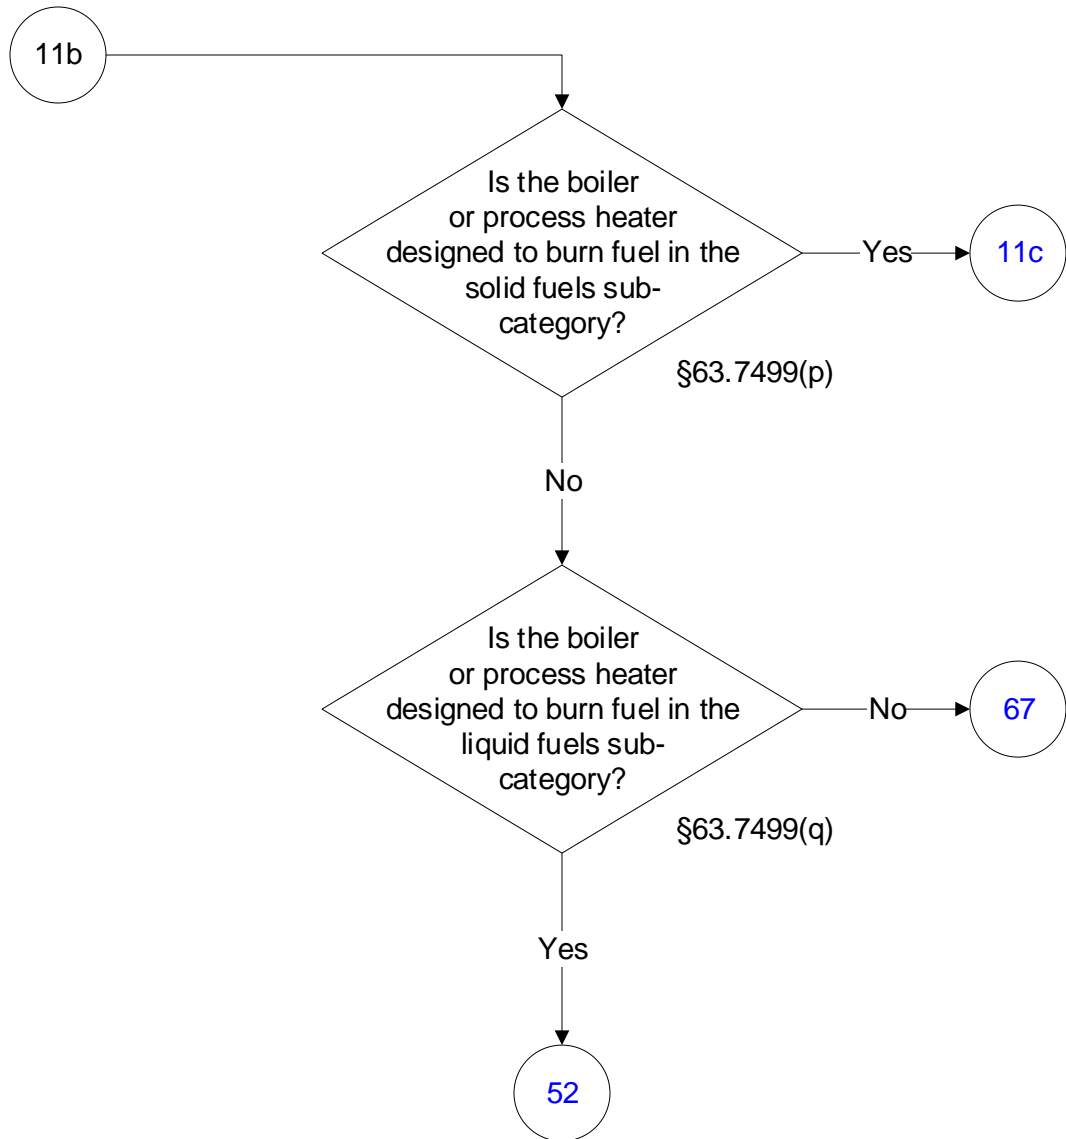 11b
Is the boiler
or process heater
designed to burn fuel in the
solid fuels sub-
category?
Yes
11c
§63.7499(p)
No
Is the boiler
or process heater
designed to burn fuel in the
liquid fuels sub-
category?
No
67
§63.7499(q)
Yes
52